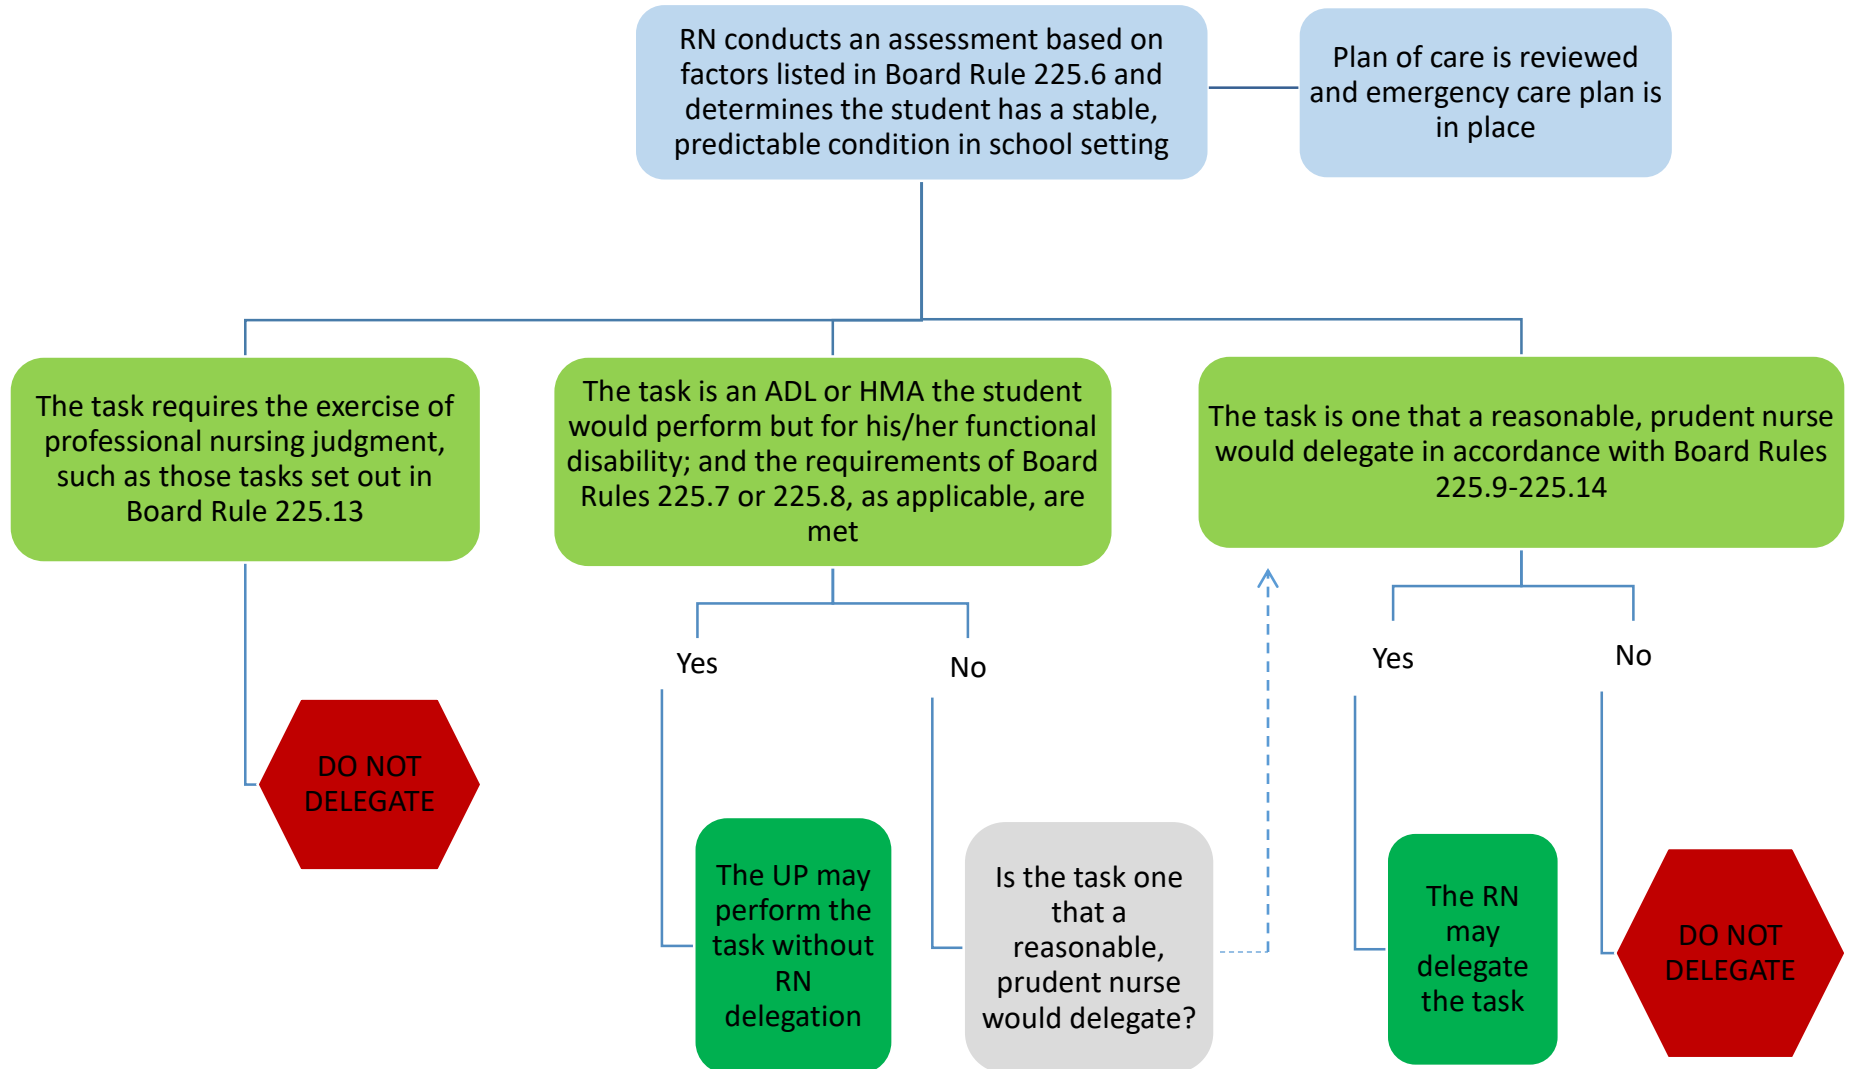 RN conducts an assessment based on
factors listed in Board Rule 225.6 and
determines the student has a stable,
predictable condition in school setting
Plan of care is reviewed
and emergency care plan is
in place
The task requires the exercise of
professional nursing judgment,
such as those tasks set out in
Board Rule 225.13
The task is an ADL or HMA the student
would perform but for his/her functional
disability; and the requirements of Board
Rules 225.7 or 225.8, as applicable, are
met
The task is one that a reasonable, prudent nurse
would delegate in accordance with Board Rules
225.9-225.14
Yes
No
Yes
No
DO NOT
DELEGATE
The UP may
perform the
task without
RN
delegation
Is the task one
that a
reasonable,
prudent nurse
would delegate?
The RN
may
delegate
the task
DO NOT
DELEGATE